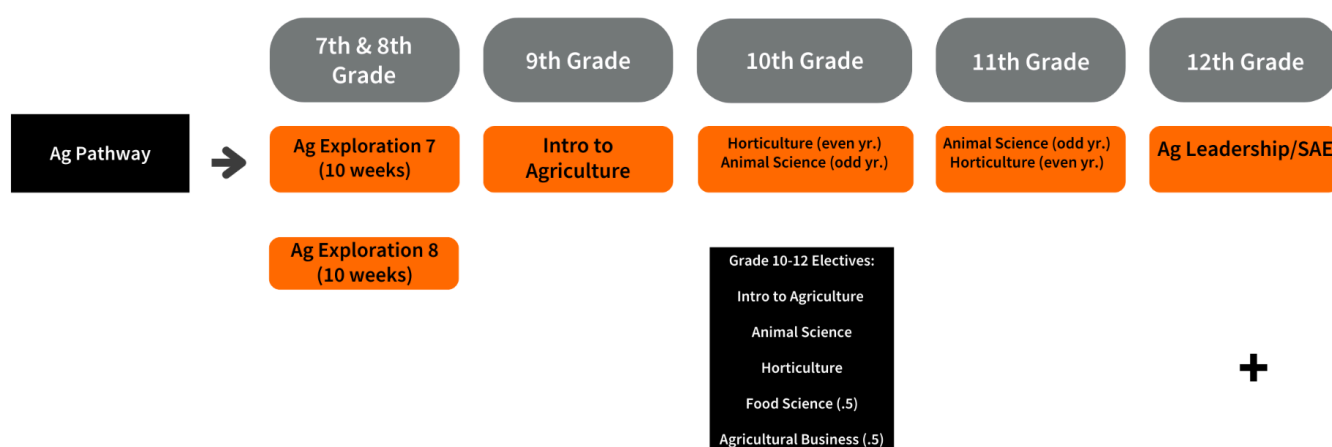 7th & 8th
Grade
9th Grade
10th Grade
11th Grade
12th Grade
Ag Pathway
Ag Exploration 7
(10 weeks)
Intro to
Agriculture
Horticulture (even yr.)
Animal Science (odd yr.)
Animal Science (odd yr.)
Horticulture (even yr.)
Ag Leadership/SAE
Ag Exploration 8
(10 weeks)
Grade 10-12 Electives:
Intro to Agriculture
Animal Science
Horticulture
Food Science (.5)
Agricultural Business (.5)
+